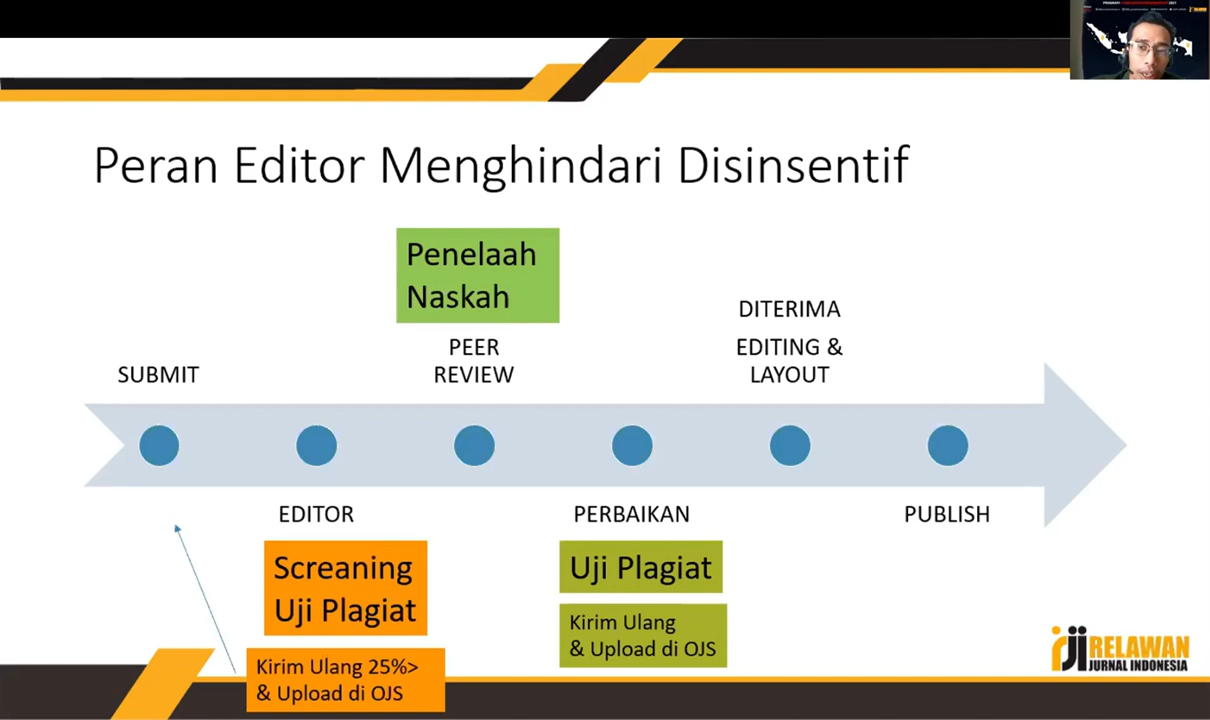 Peran Editor Menghindari Disinsentif
Penelaah
Naskah
DITERIMA
PEER
REVIEW
EDITING &
LAYOUT
SUBMIT
EDITOR
PERBAIKAN
PUBLISH
Screaning
Uji Plagiat
Uji Plagiat
Kirim Ulang
& Upload di OJS
Kirim Ulang 25%>
& Upload di OJS
RELAWAN
JURNAL INDONESIA